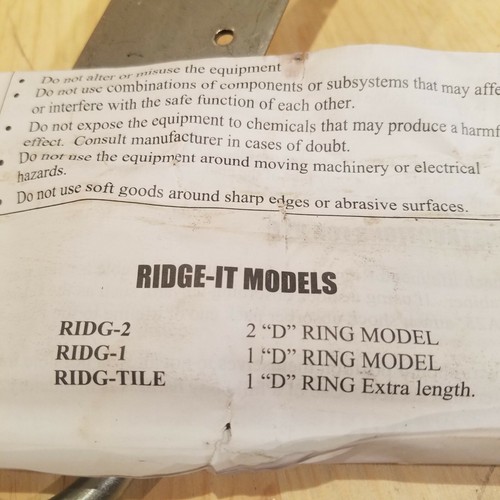 • Do not alter or misuse the equipment
• Do not use combinations of components or subsystems that may affe
or interfere with the safe function of each other.
• Do not expose the equipment to chemicals that may produce a harmf
effect. Consult manufacturer in cases of doubt.
• Do not use the equipment around moving machinery or electrical
hazards.
• Do not use soft goods around sharp edges or abrasive surfaces.
RIDGE-IT MODELS
RIDG-2 2 “D” RING MODEL
RIDG-1 1 “D” RING MODEL
RIDG-TILE 1 “D” RING Extra length.